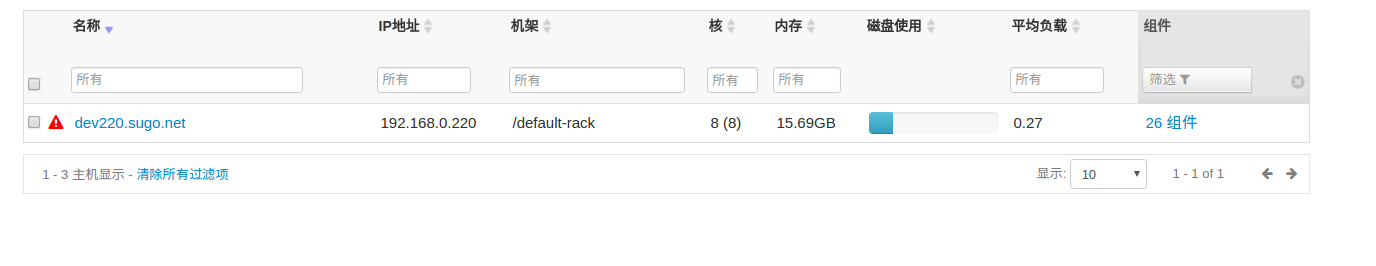 名称 IP地址 机架 核 内存 磁盘使用 平均负载 组件
所有 所有 所有 所有 所有 所有 筛选
dev220.sugo.net 192.168.0.220 /default-rack 8 (8) 15.69GB 0.27 26 组件
1 - 3 主机显示 - 清除所有过滤项 显示: 10 1 - 1 of 1